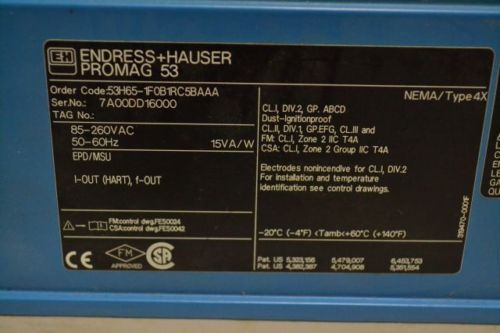 EH ENDRESS+HAUSER
PROMAG 53
Order Code:53H65-1F0B1RC5BAAA
Ser.No.: 7A00DD16000
TAG No.:
NEMA/Type 4X
85-260VAC
50-60Hz 15VA/W
EPD/MSU
I-OUT (HART), f-OUT
CL.I, DIV.2, GP. ABCD
Dust-Ignitionproof
CL.II, DIV.1, GP.EFG, CL.III and
FM: CL.I, Zone 2 IIC T4A
CSA: CL.I, Zone 2 Group IIC T4A
Electrodes nonincendive for CL.I, DIV.2
For installation and temperature
identification see control drawings.
FM:control dwg.FES0024
CSA:control dwg.FES0042
-20°C (-4°F) <Tamb<+60°C (+140°F)
FM
APPROVED
Pat. US 5,323,156 5,479,007 6,453,753
Pat. US 4,382,387 4,704,908 5,351,554